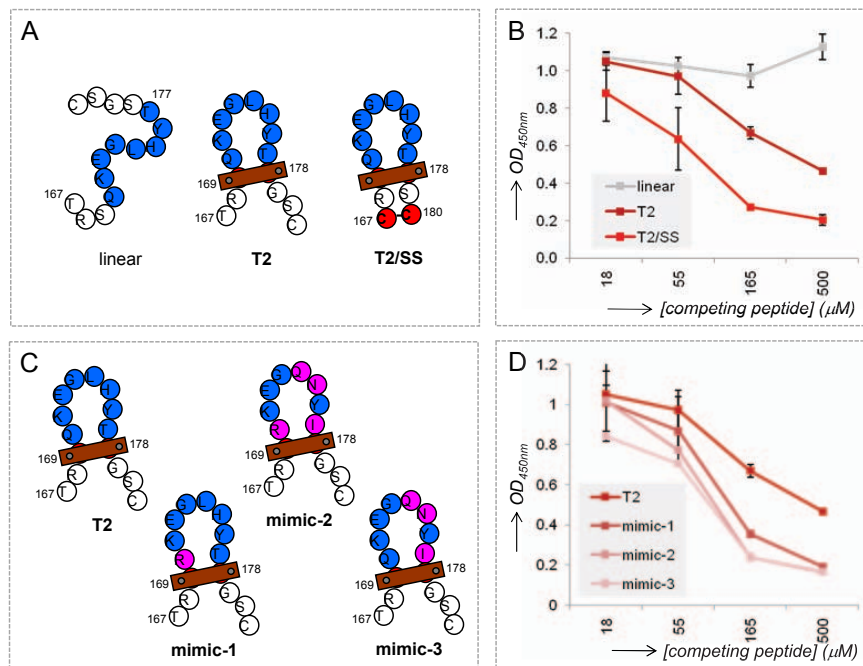 A
C S G S T 177
Y
H
L
G
E
K
Q
S
R
T
167
linear
G L
E H
K Y
Q T
169 178
R G
167 T S
C
T2
G L
E H
K Y
Q T
178
R S
167 C C 180
T2/SS
B
OD450nm
1.2
1.0
0.8
0.6
0.4
0.2
0.0
linear
T2
T2/SS
18 55 165 500
[competing peptide] (μM)
C
G L
E H
K Y
Q T
169 178
R G
167 T S
C
T2
G Q
E N
K Y
R I
169 178
R G
167 T S
C
mimic-2
G L
E H
K Y
R T
169 178
R G
167 T S
C
mimic-1
G Q
E N
K Y
Q I
169 178
R G
167 T S
C
mimic-3
D
OD450nm
1.2
1
0.8
0.6
0.4
0.2
0
T2
mimic-1
mimic-2
mimic-3
18 55 165 500
[competing peptide] (μM)